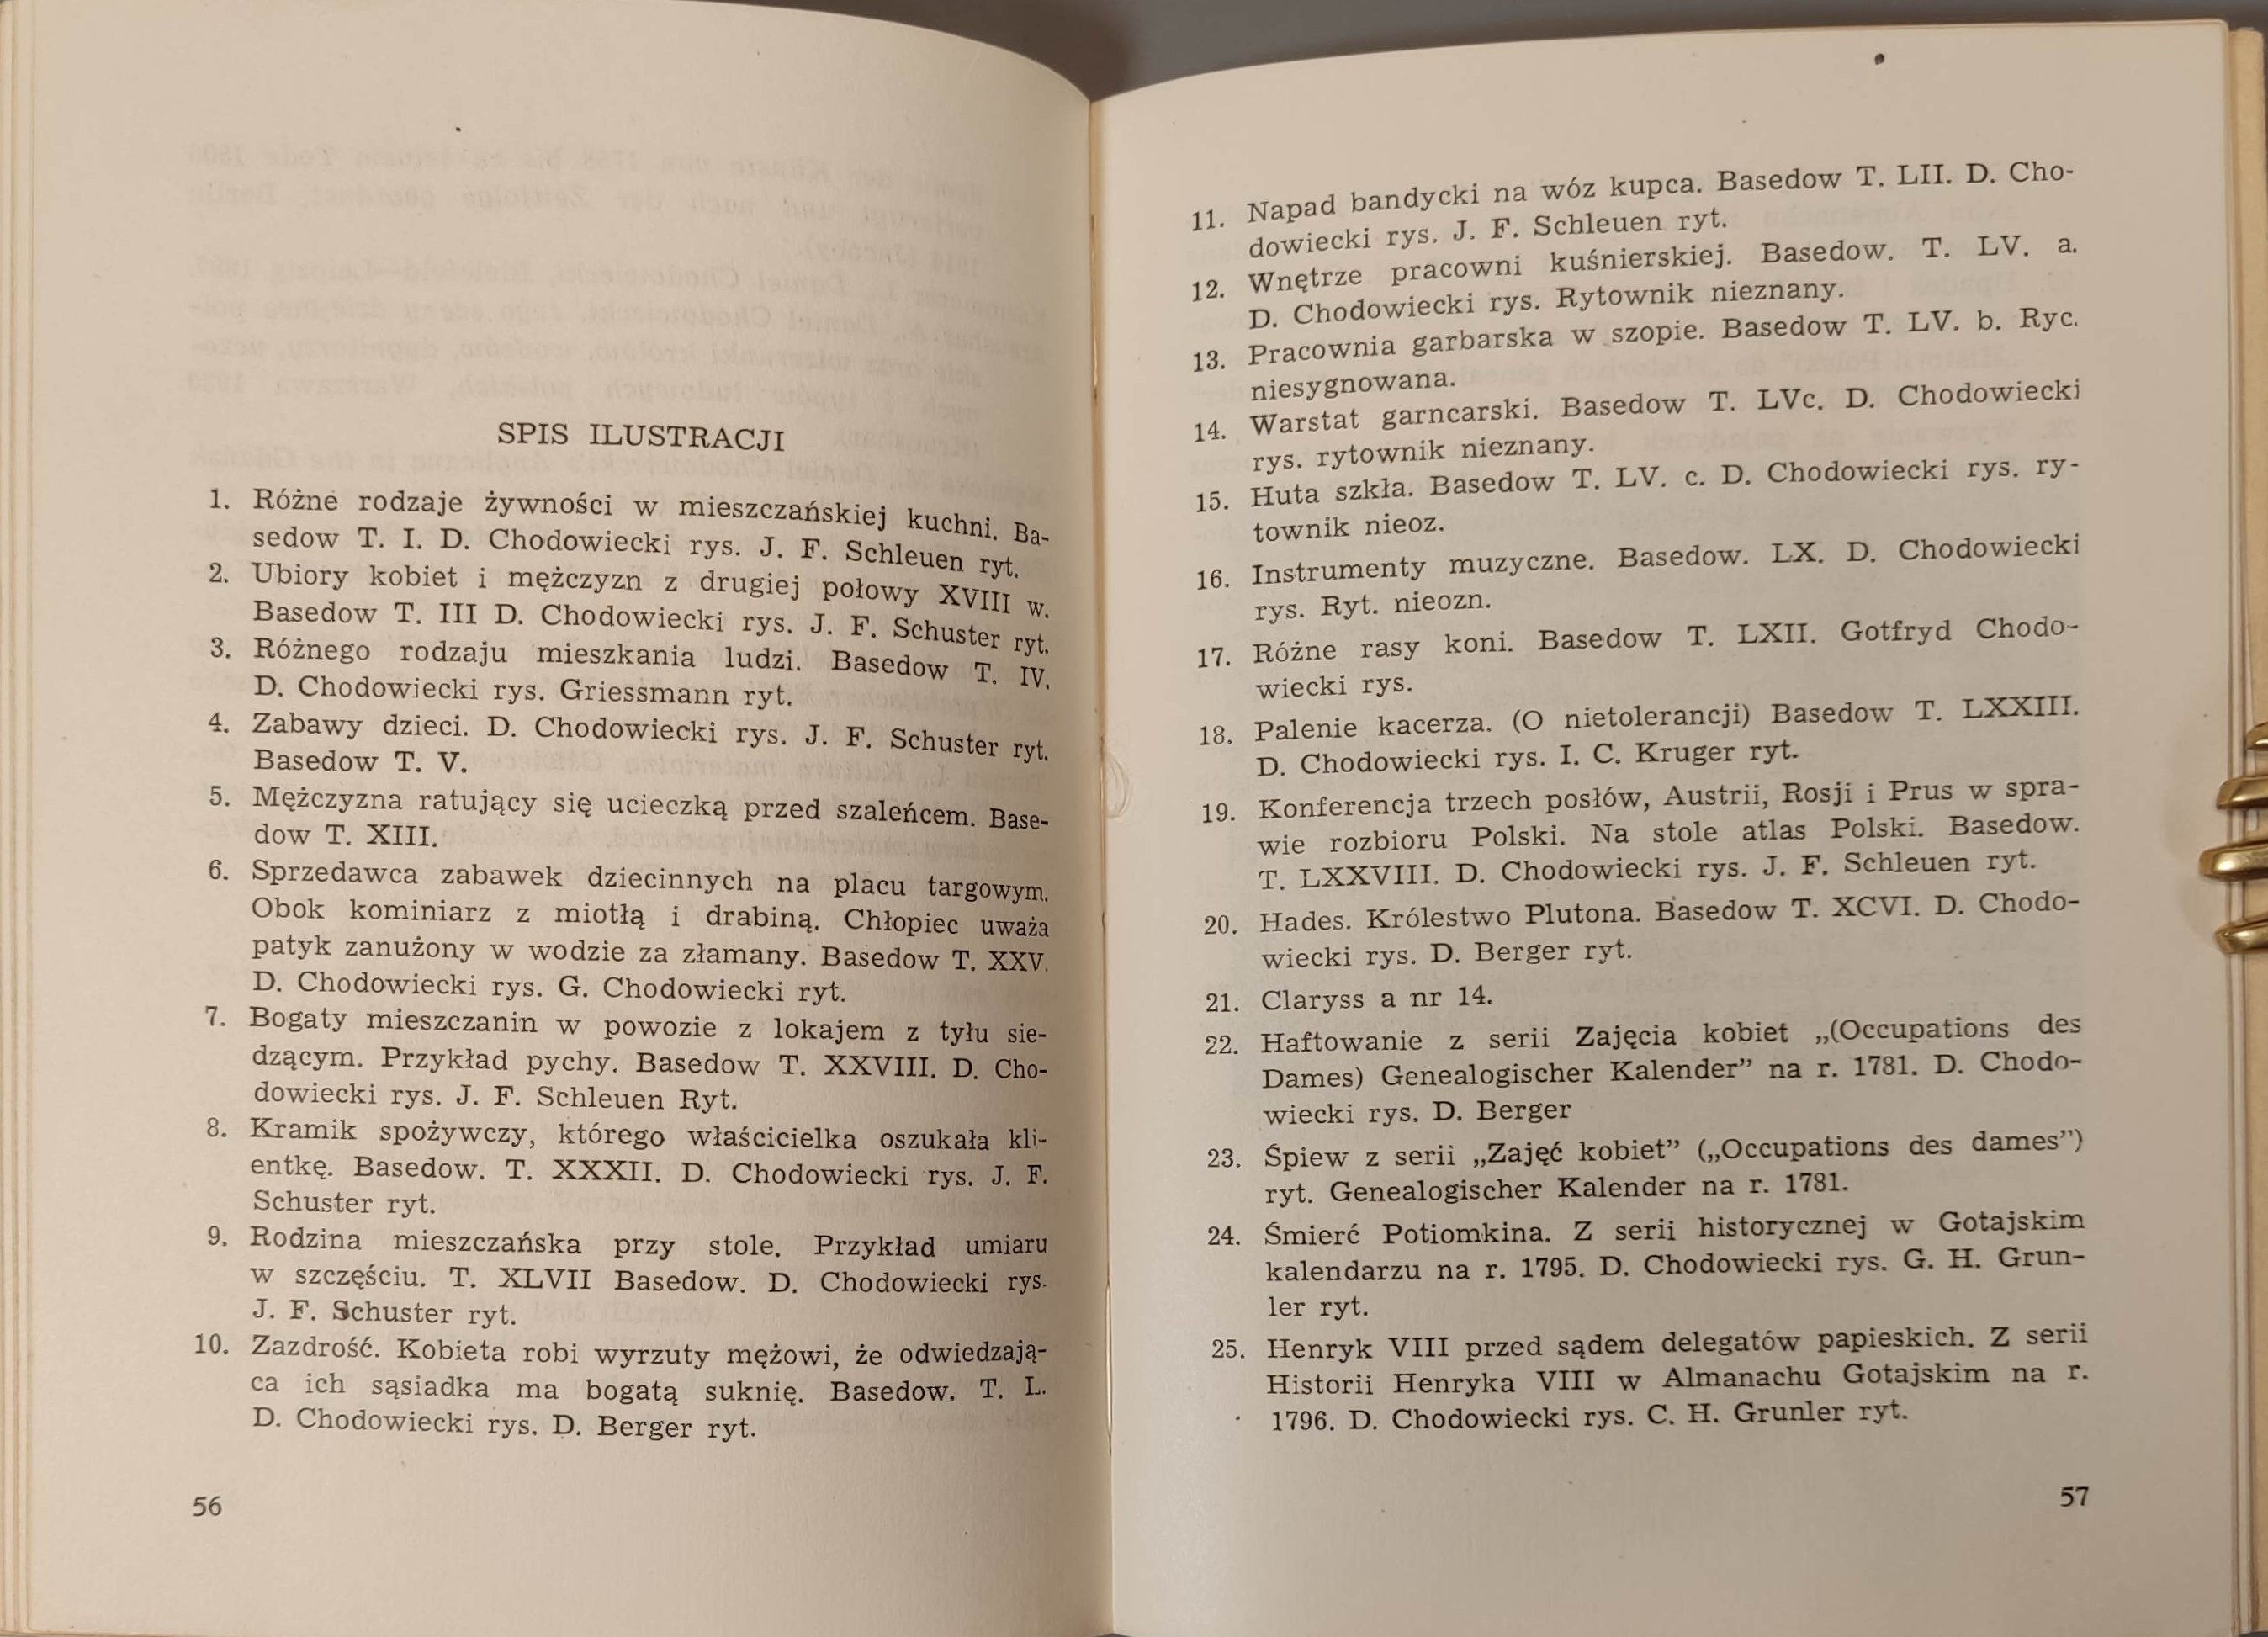 SPIS ILUSTRACJI
1. Różne rodzaje żywności w mieszczańskiej kuchni. Ba-
sedow T. I. D. Chodowiecki rys. J. F. Schleuen ryt.
2. Ubiory kobiet i mężczyzn z drugiej połowy XVIII w.
Basedow T. III D. Chodowiecki rys. J. F. Schuster ryt.
3. Różnego rodzaju mieszkania ludzi. Basedow T. IV.
D. Chodowiecki rys. Griessmann ryt.
4. Zabawy dzieci. D. Chodowiecki rys. J. F. Schuster ryt.
Basedow T. V.
5. Mężczyzna ratujący się ucieczką przed szaleńcem. Base-
dow T. XIII.
6. Sprzedawca zabawek dziecinnych na placu targowym.
Obok kominiarz z miotłą i drabiną. Chłopiec uważa
patyk zanużony w wodzie za złamany. Basedow T. XXV.
D. Chodowiecki rys. G. Chodowiecki ryt.
7. Bogaty mieszczanin w powozie z lokajem z tyłu sie-
dzącym. Przykład pychy. Basedow T. XXVIII. D. Cho-
dowiecki rys. J. F. Schleuen Ryt.
8. Kramik spożywczy, którego właścicielka oszukała kli-
entkę. Basedow. T. XXXII. D. Chodowiecki rys. J. F.
Schuster ryt.
9. Rodzina mieszczańska przy stole. Przykład umiaru
w szczęściu. T. XLVII Basedow. D. Chodowiecki rys.
J. F. Schuster ryt.
10. Zazdrość. Kobieta robi wyrzuty mężowi, że odwiedzają-
ca ich sąsiadka ma bogatą suknię. Basedow. T. L.
D. Chodowiecki rys. D. Berger ryt.
56
11. Napad bandycki na wóz kupca. Basedow T. LII. D. Cho-
dowiecki rys. J. F. Schleuen ryt.
12. Wnętrze pracowni kuśnierskiej. Basedow. T. LV. a.
D. Chodowiecki rys. Rytownik nieznany.
13. Pracownia garbarska w szopie. Basedow T. LV. b. Ryc.
niesygnowana.
14. Warstat garncarski. Basedow T. LVc. D. Chodowiecki
rys. rytownik nieznany.
15. Huta szkła. Basedow T. LV. c. D. Chodowiecki rys. ry-
townik nieoz.
16. Instrumenty muzyczne. Basedow. LX. D. Chodowiecki
rys. Ryt. nieozn.
17. Różne rasy koni. Basedow T. LXII. Gotfryd Chodo-
wiecki rys.
18. Palenie kacerza. (O nietolerancji) Basedow T. LXXIII.
D. Chodowiecki rys. I. C. Kruger ryt.
19. Konferencja trzech posłów, Austrii, Rosji i Prus w spra-
wie rozbioru Polski. Na stole atlas Polski. Basedow.
T. LXXVIII. D. Chodowiecki rys. J. F. Schleuen ryt.
20. Hades. Królestwo Plutona. Basedow T. XCVI. D. Chodo-
wiecki rys. D. Berger ryt.
21. Claryss a nr 14.
22. Haftowanie z serii Zajęcia kobiet „(Occupations des
Dames) Genealogischer Kalender” na r. 1781. D. Chodo-
wiecki rys. D. Berger
23. Śpiew z serii „Zajęć kobiet” („Occupations des dames”)
ryt. Genealogischer Kalender na r. 1781.
24. Śmierć Potiomkina. Z serii historycznej w Gotajskim
kalendarzu na r. 1795. D. Chodowiecki rys. G. H. Grun-
ler ryt.
25. Henryk VIII przed sądem delegatów papieskich. Z serii
Historii Henryka VIII w Almanachu Gotajskim na r.
1796. D. Chodowiecki rys. C. H. Grunler ryt.
57